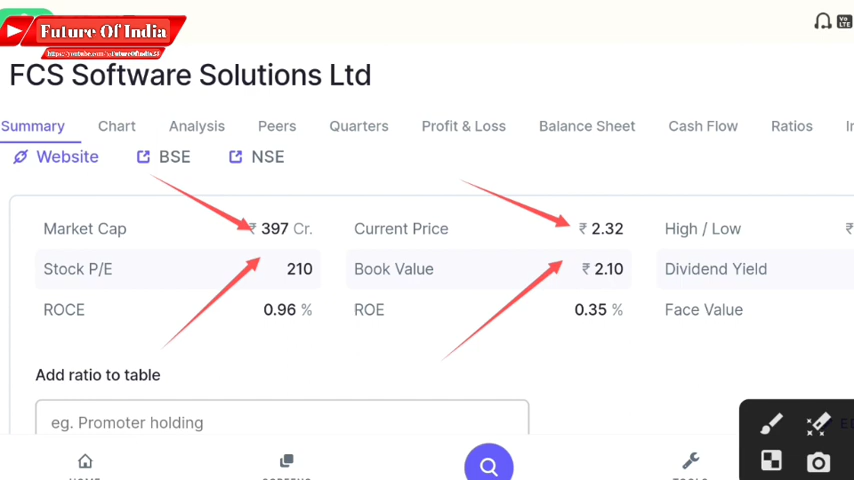 Future Of India
FCS Software Solutions Ltd
Summary Chart Analysis Peers Quarters Profit & Loss Balance Sheet Cash Flow Ratios
Website BSE NSE
Market Cap ₹ 397 Cr. Current Price ₹ 2.32 High / Low ₹
Stock P/E 210 Book Value ₹ 2.10 Dividend Yield
ROCE 0.96 % ROE 0.35 % Face Value
Add ratio to table
eg. Promoter holding